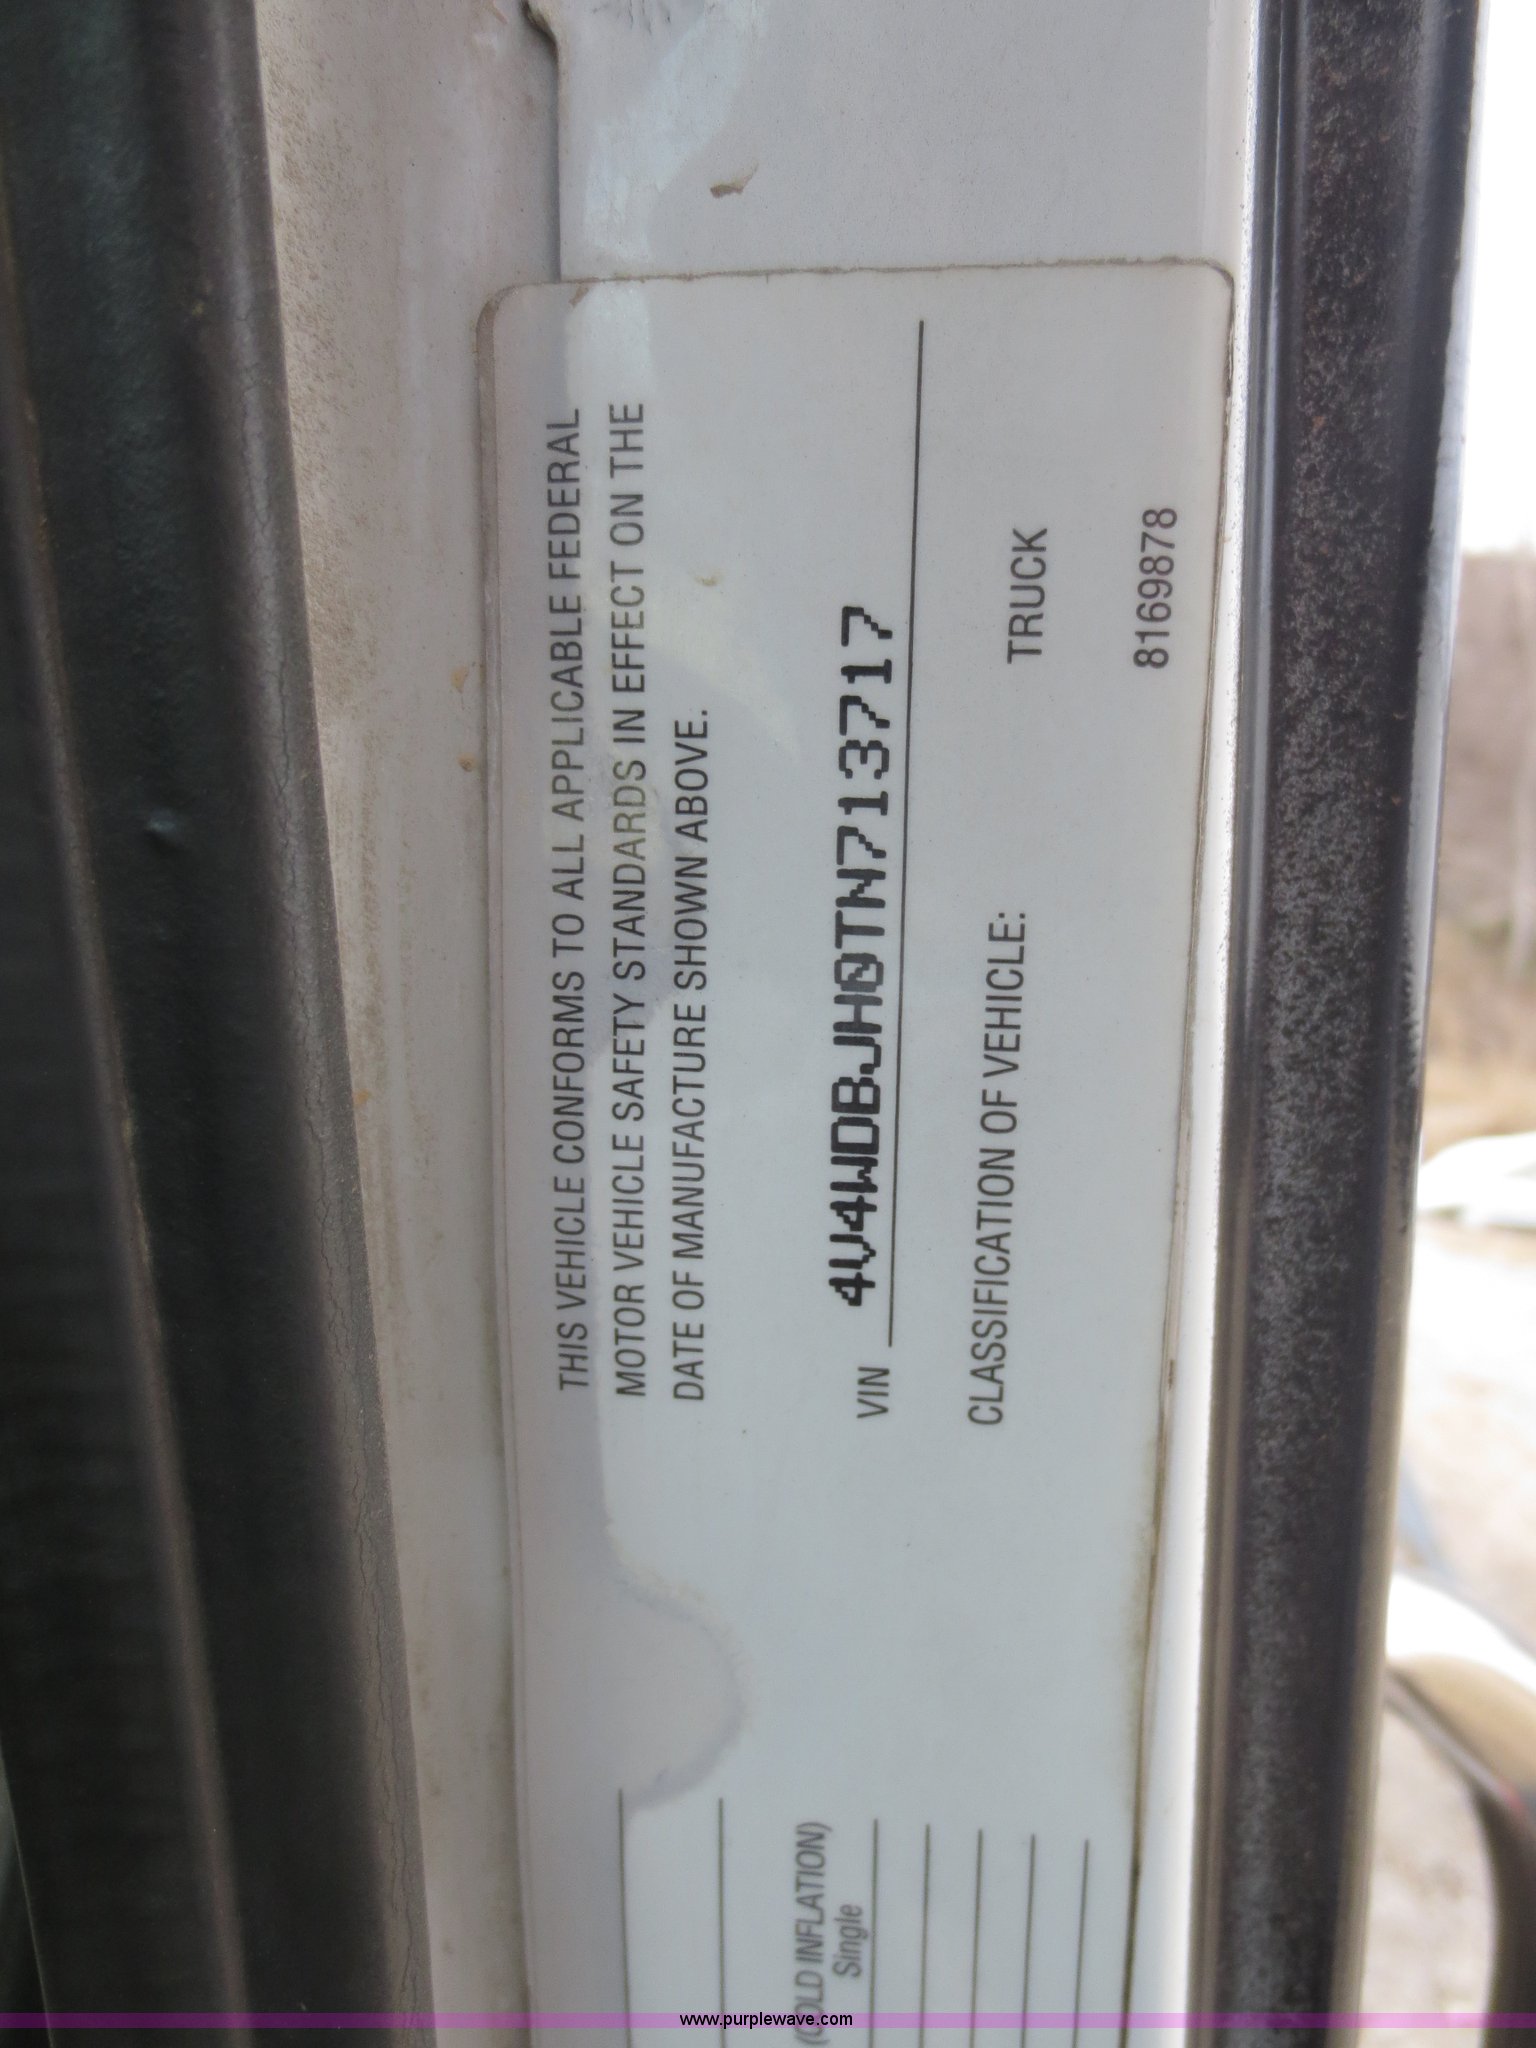 THIS VEHICLE CONFORMS TO ALL APPLICABLE FEDERAL
MOTOR VEHICLE SAFETY STANDARDS IN EFFECT ON THE
DATE OF MANUFACTURE SHOWN ABOVE.
VIN 4V4WDBJH0TN713717
CLASSIFICATION OF VEHICLE: TRUCK
8169878
(COLD INFLATION)
Single
www.purplewave.com